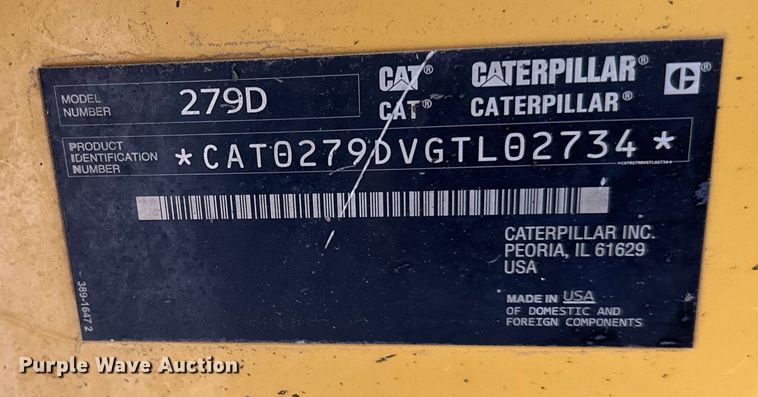 MODEL NUMBER 279D
CAT® CATERPILLAR®
CAT® CATERPILLAR®
PRODUCT IDENTIFICATION NUMBER *CAT0279DVGTL02734*
*CAT0279DVGTL02734*
CATERPILLAR INC.
PEORIA, IL 61629
USA
MADE IN USA
OF DOMESTIC AND
FOREIGN COMPONENTS
389-1647 2
Purple Wave Auction